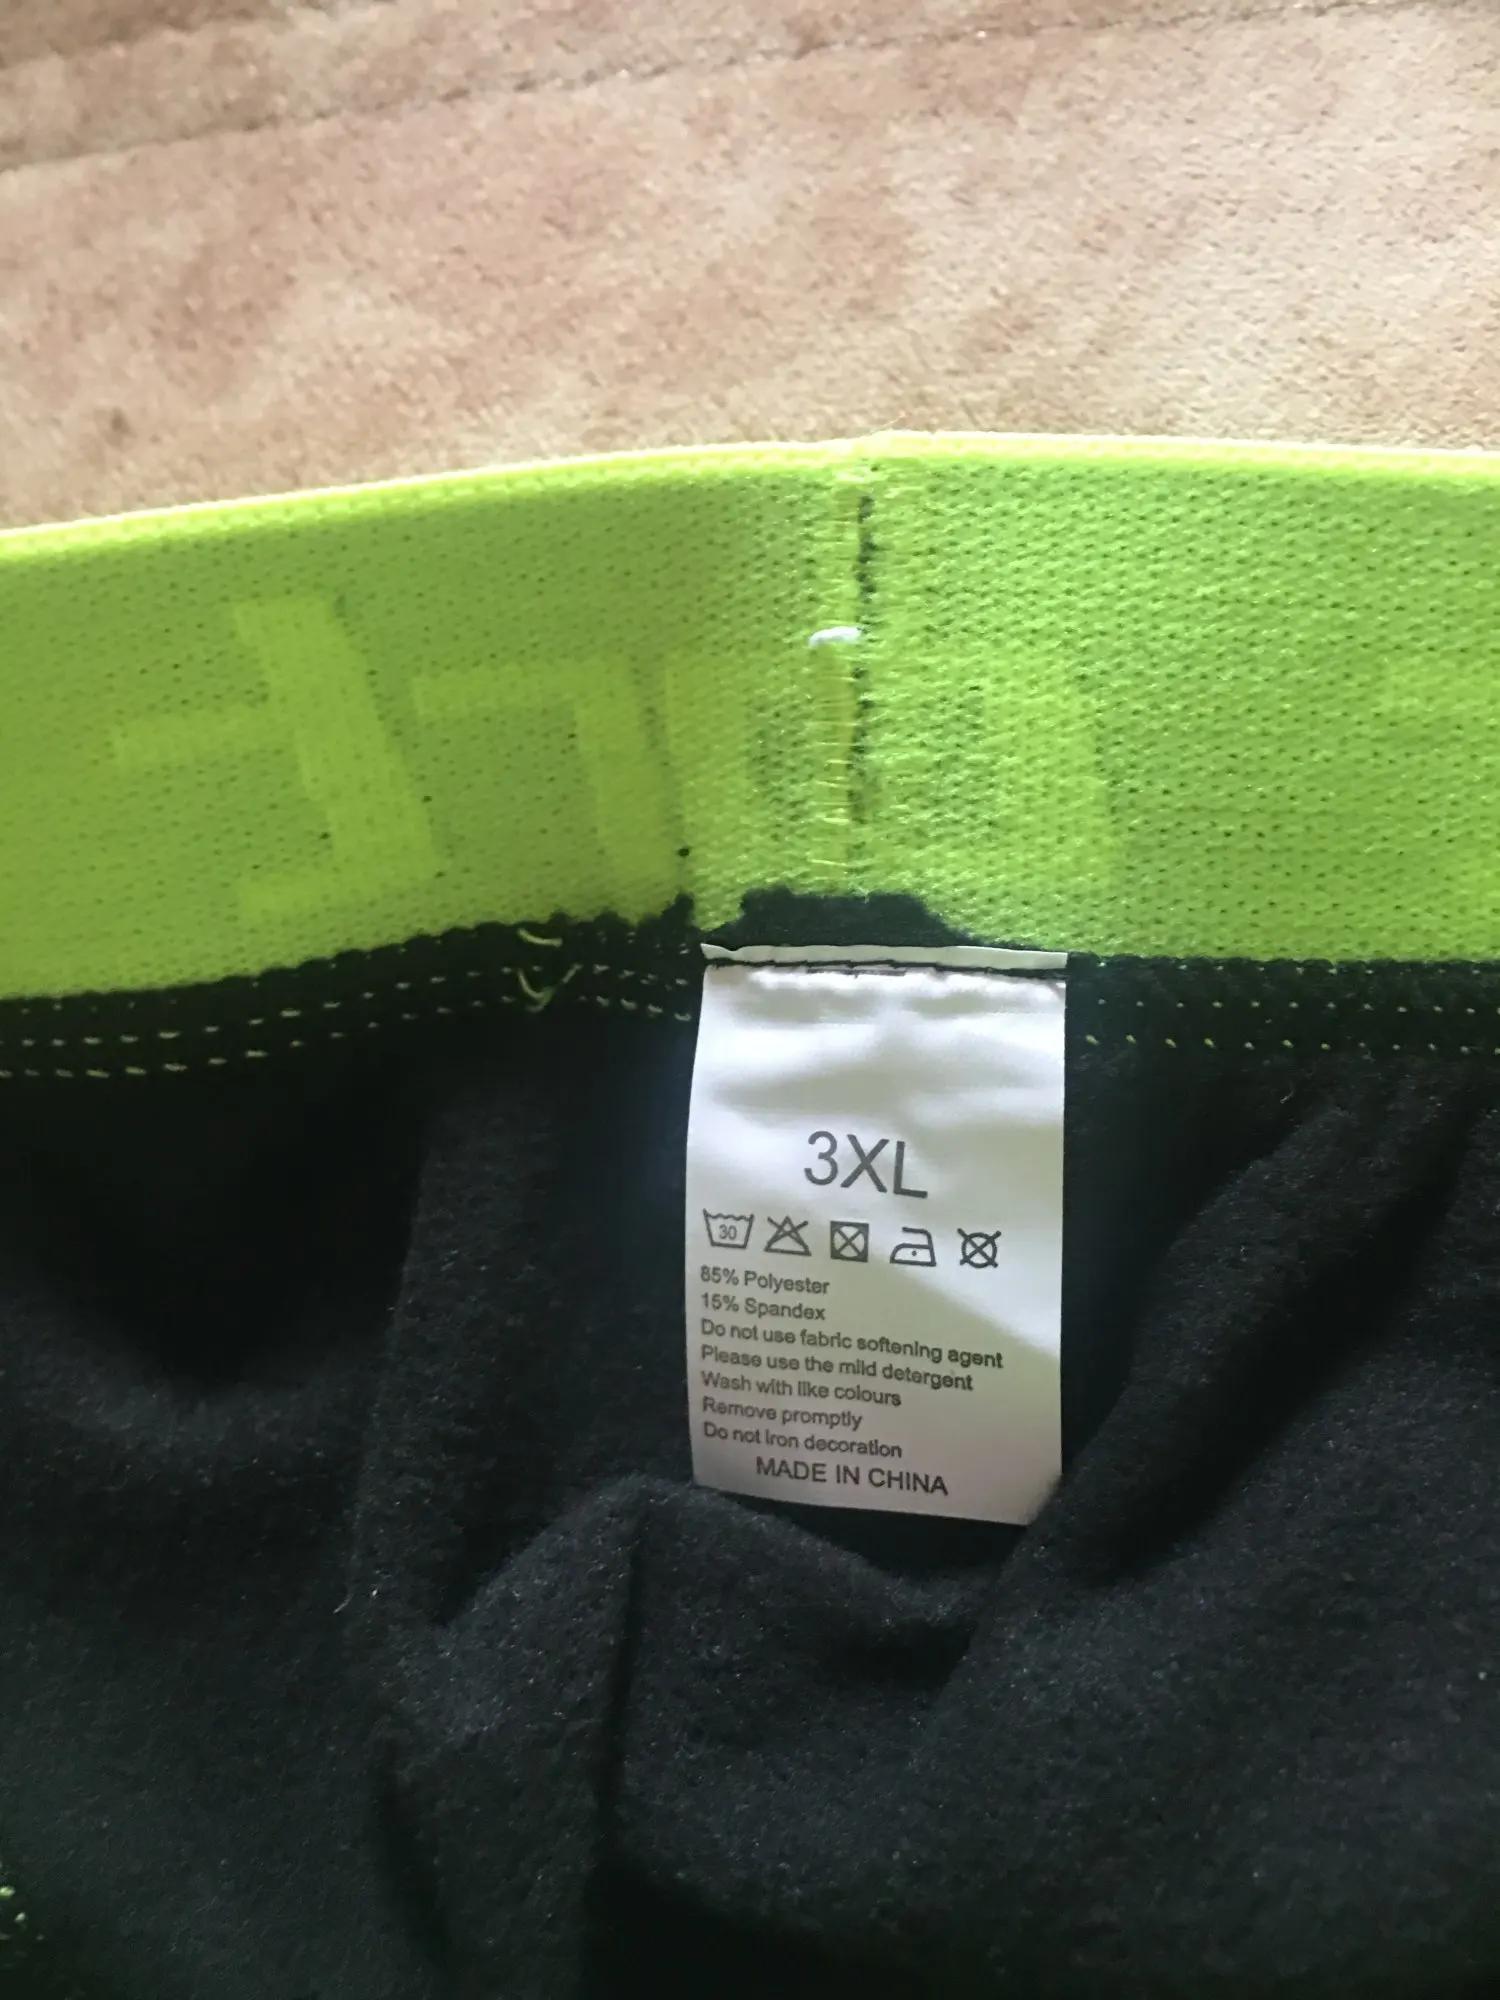 3XL
30
85% Polyester
15% Spandex
Do not use fabric softening agent
Please use the mild detergent
Wash with like colours
Remove promptly
Do not iron decoration
MADE IN CHINA